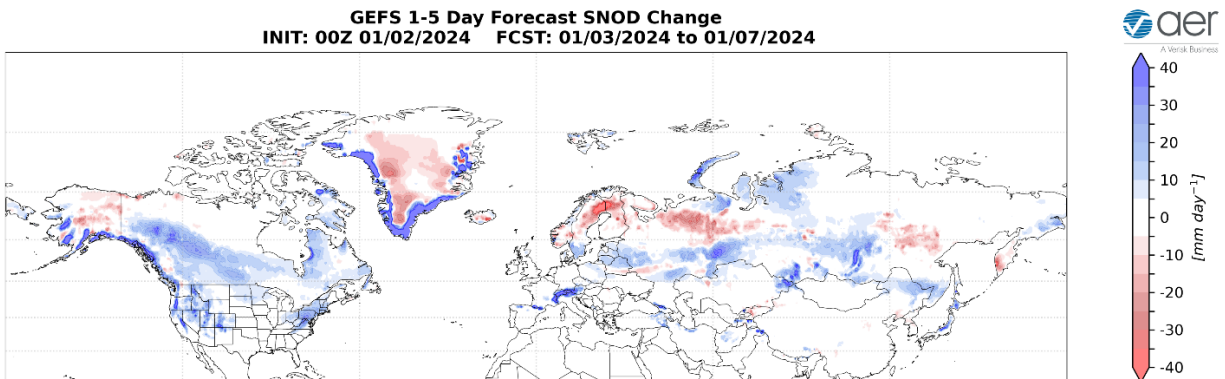 GEFS 1-5 Day Forecast SNOD Change
INIT: 00Z 01/02/2024    FCST: 01/03/2024 to 01/07/2024
aer
A Verisk Business
40
30
20
10
0
-10
-20
-30
-40
[mm day⁻¹]